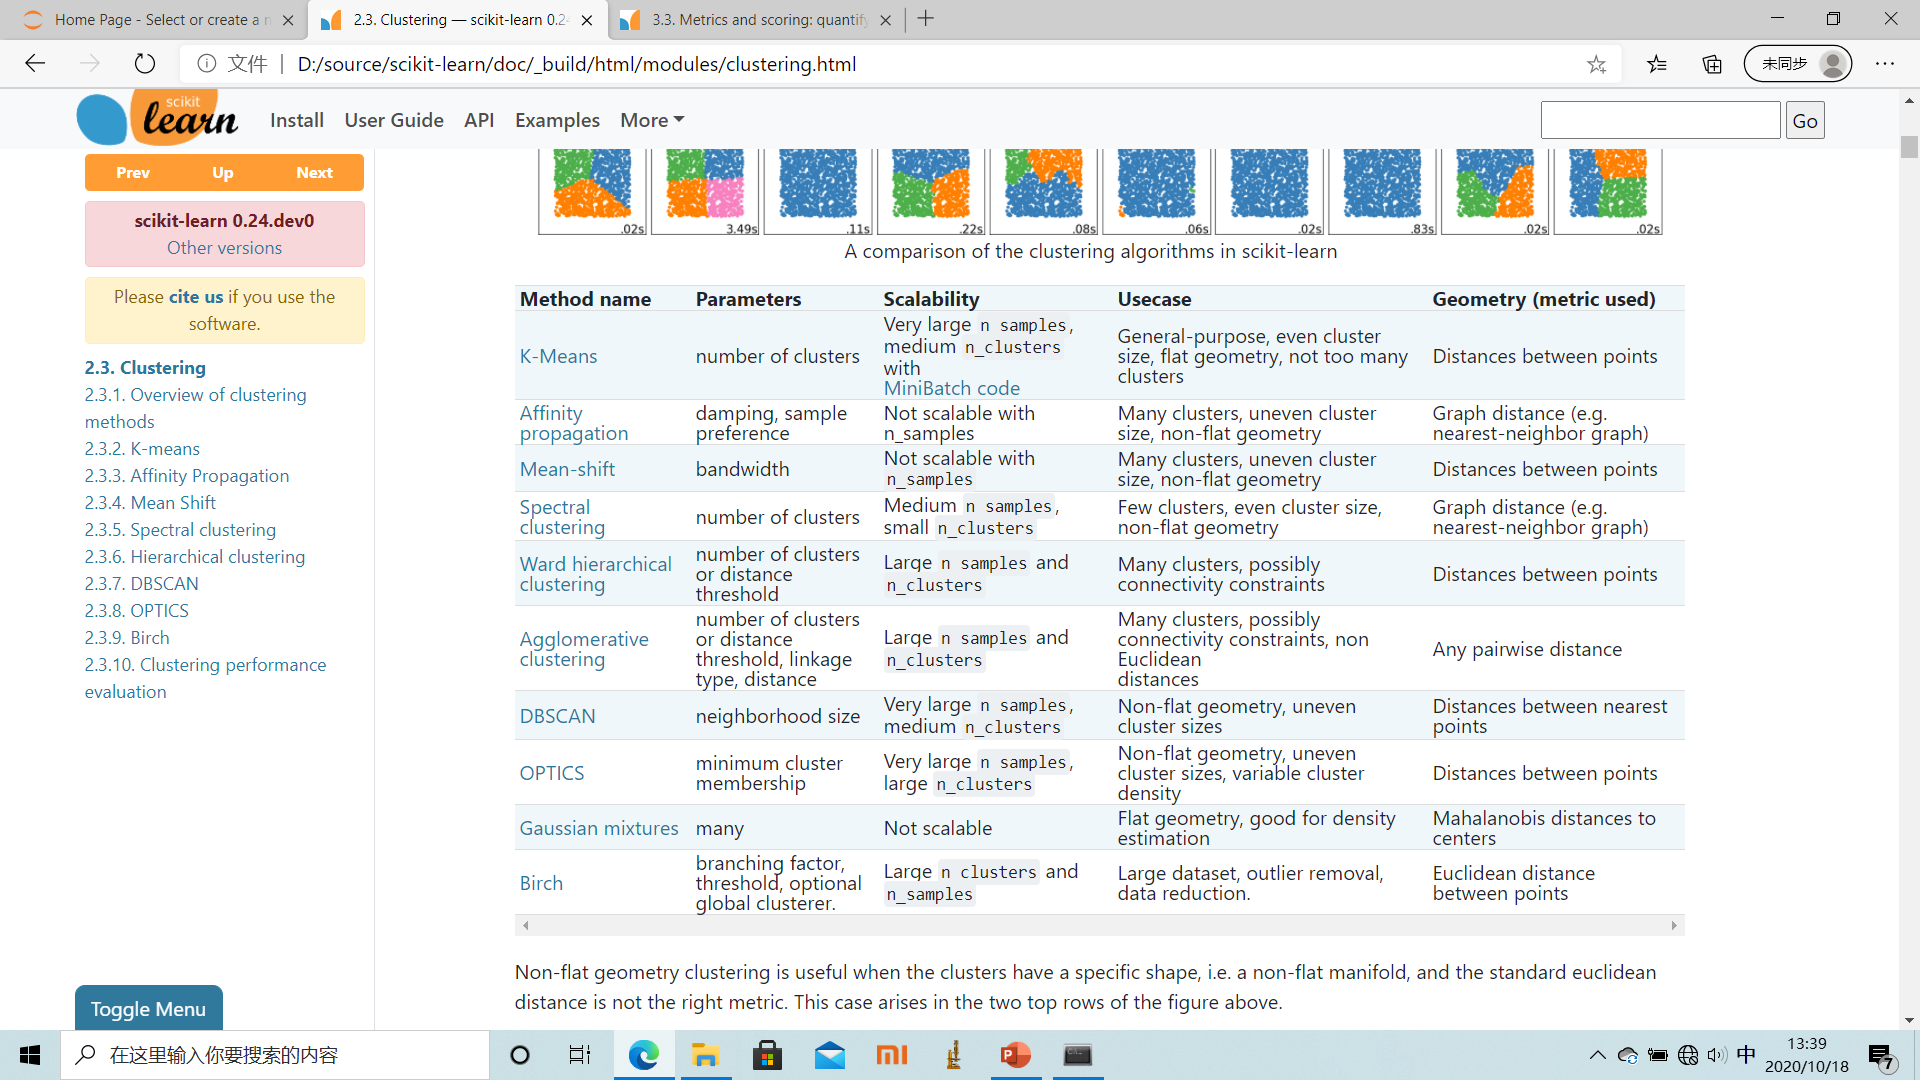 Home Page - Select or create a n
2.3. Clustering — scikit-learn 0.2
3.3. Metrics and scoring: quantify
文件 | D:/source/scikit-learn/doc/_build/html/modules/clustering.html
未同步
scikit
learn
Install User Guide API Examples More
Go
Prev Up Next
scikit-learn 0.24.dev0
Other versions
Please cite us if you use the
software.
2.3. Clustering
2.3.1. Overview of clustering
methods
2.3.2. K-means
2.3.3. Affinity Propagation
2.3.4. Mean Shift
2.3.5. Spectral clustering
2.3.6. Hierarchical clustering
2.3.7. DBSCAN
2.3.8. OPTICS
2.3.9. Birch
2.3.10. Clustering performance
evaluation
Toggle Menu
.02s 3.49s .11s .22s .08s .06s .02s .83s .02s .02s
A comparison of the clustering algorithms in scikit-learn
Method name Parameters Scalability Usecase Geometry (metric used)
K-Means
number of clusters
Very large n_samples,
medium n_clusters
with
MiniBatch code
General-purpose, even cluster
size, flat geometry, not too many
clusters
Distances between points
Affinity
propagation
damping, sample
preference
Not scalable with
n_samples
Many clusters, uneven cluster
size, non-flat geometry
Graph distance (e.g.
nearest-neighbor graph)
Mean-shift
bandwidth
Not scalable with
n_samples
Many clusters, uneven cluster
size, non-flat geometry
Distances between points
Spectral
clustering
number of clusters
Medium n_samples,
small n_clusters
Few clusters, even cluster size,
non-flat geometry
Graph distance (e.g.
nearest-neighbor graph)
Ward hierarchical
clustering
number of clusters
or distance
threshold
Large n_samples and
n_clusters
Many clusters, possibly
connectivity constraints
Distances between points
Agglomerative
clustering
number of clusters
or distance
threshold, linkage
type, distance
Large n_samples and
n_clusters
Many clusters, possibly
connectivity constraints, non
Euclidean
distances
Any pairwise distance
DBSCAN
neighborhood size
Very large n_samples,
medium n_clusters
Non-flat geometry, uneven
cluster sizes
Distances between nearest
points
OPTICS
minimum cluster
membership
Very large n_samples,
large n_clusters
Non-flat geometry, uneven
cluster sizes, variable cluster
density
Distances between points
Gaussian mixtures
many
Not scalable
Flat geometry, good for density
estimation
Mahalanobis distances to
centers
Birch
branching factor,
threshold, optional
global clusterer.
Large n_clusters and
n_samples
Large dataset, outlier removal,
data reduction.
Euclidean distance
between points
Non-flat geometry clustering is useful when the clusters have a specific shape, i.e. a non-flat manifold, and the standard euclidean
distance is not the right metric. This case arises in the two top rows of the figure above.
在这里输入你要搜索的内容
中
13:39
2020/10/18
7